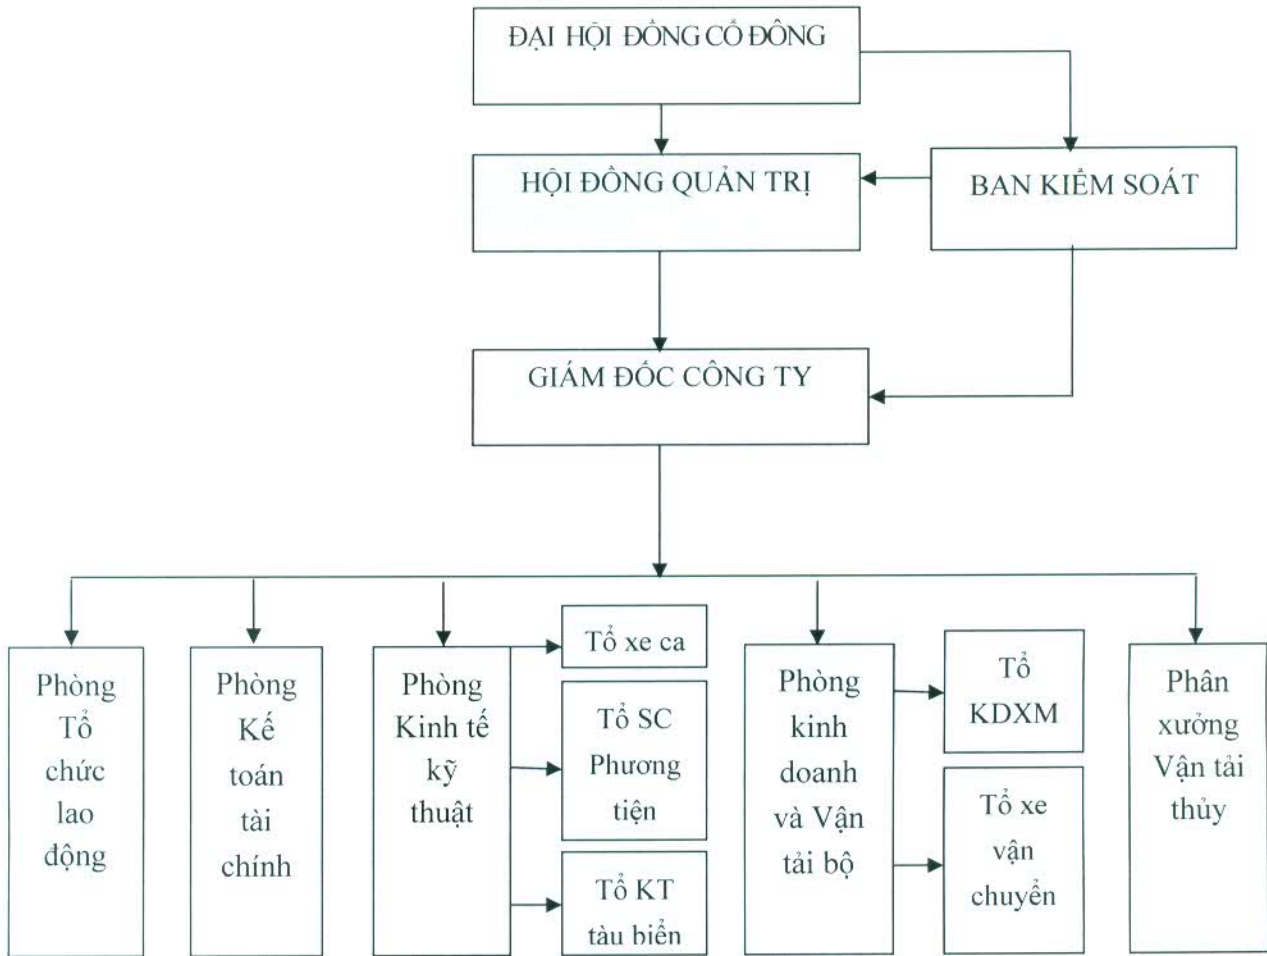 ĐẠI HỘI ĐỒNG CỔ ĐÔNG
HỘI ĐỒNG QUẢN TRỊ
BAN KIỂM SOÁT
GIÁM ĐỐC CÔNG TY
Phòng
Tổ
chức
lao
động
Phòng
Kế
toán
tài
chính
Phòng
Kinh tế
kỹ
thuật
Tổ xe ca
Tổ SC
Phương
tiện
Tổ KT
tàu biển
Phòng
kinh
doanh
và Vận
tải bộ
Tổ
KDXM
Tổ xe
vận
chuyển
Phân
xưởng
Vận tải
thủy